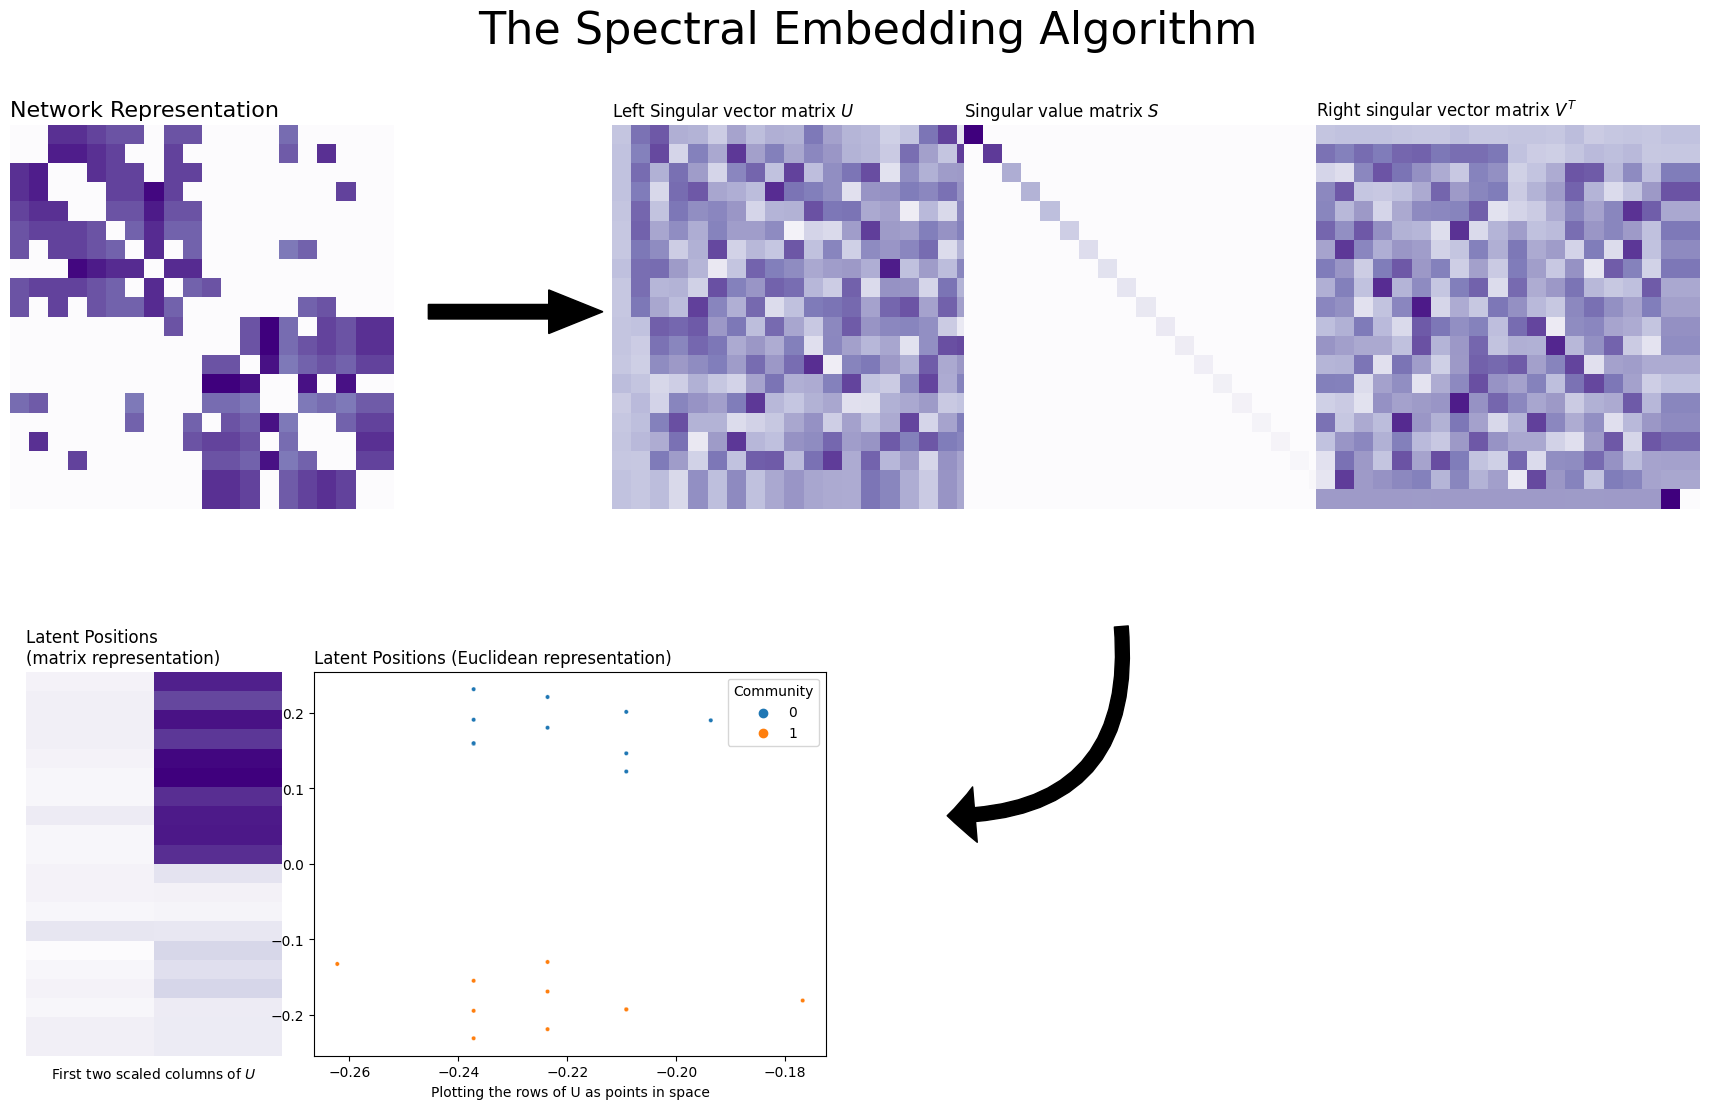 The Spectral Embedding Algorithm
Network Representation
Left Singular vector matrix U
Singular value matrix S
Right singular vector matrix V^T
Latent Positions
(matrix representation)
First two scaled columns of U
Latent Positions (Euclidean representation)
Community
0
1
0.2
0.1
0.0
−0.1
−0.2
−0.26
−0.24
−0.22
−0.20
−0.18
Plotting the rows of U as points in space